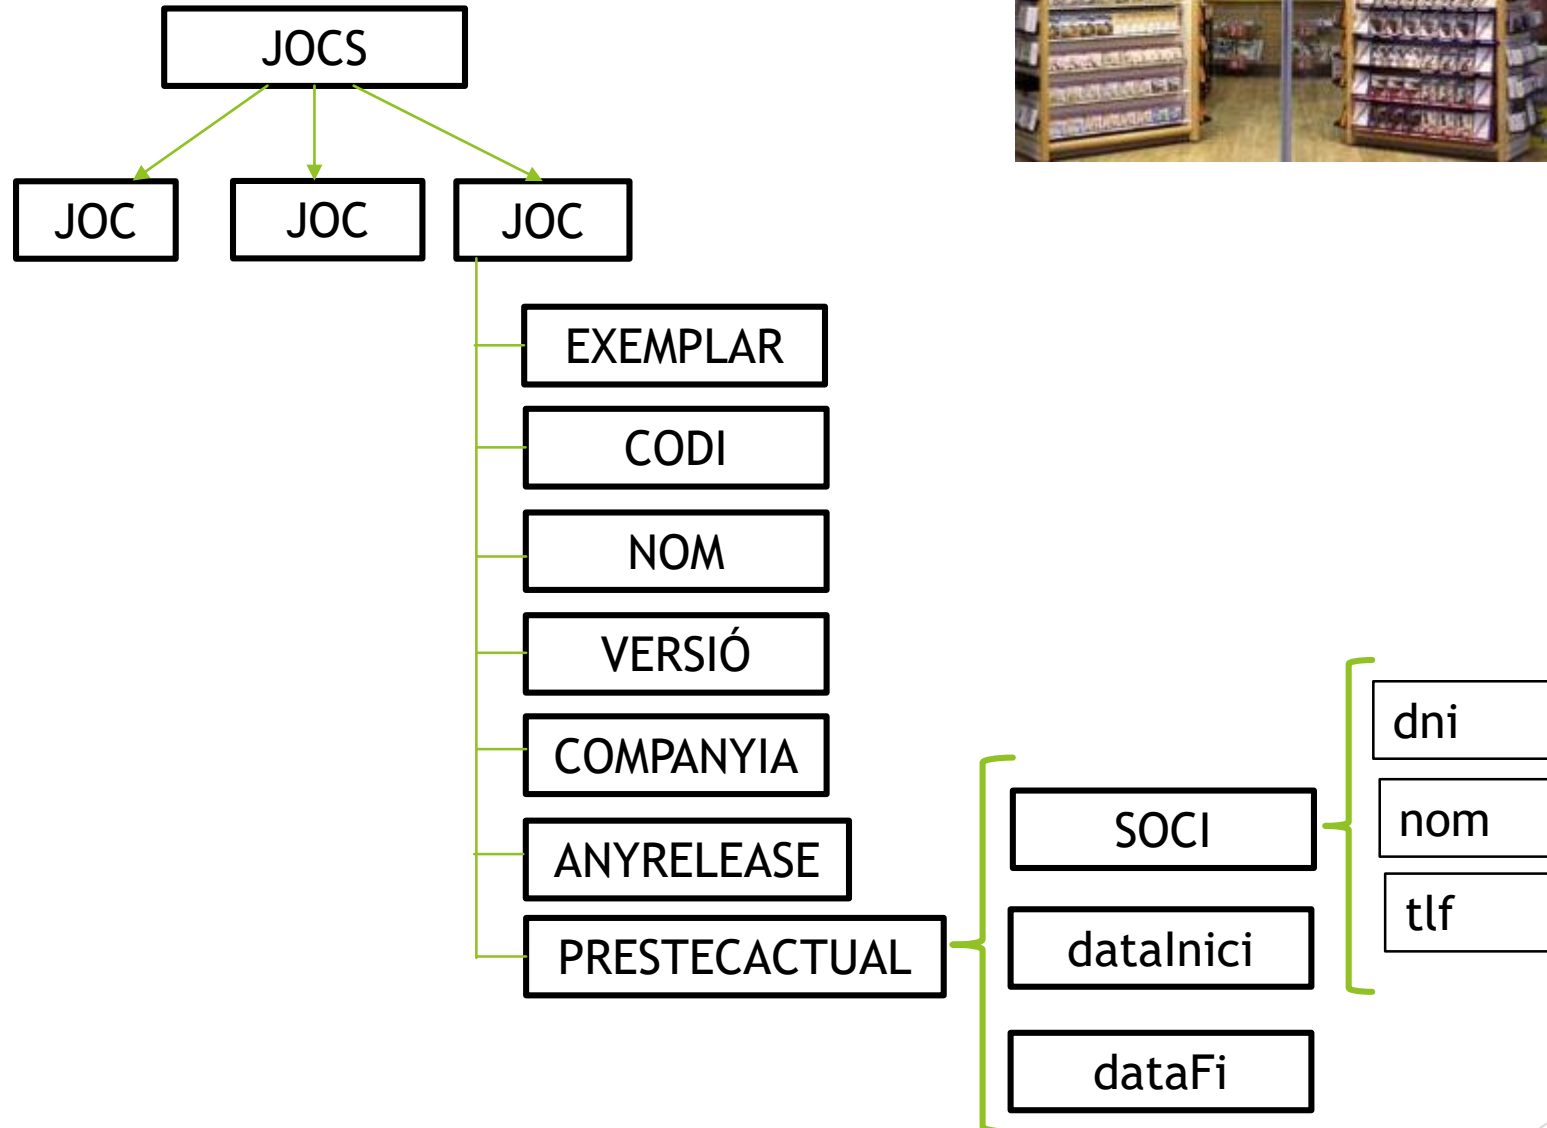 JOCS
JOC
JOC
JOC
EXEMPLAR
CODI
NOM
VERSIÓ
COMPANYIA
ANYRELEASE
PRESTECACTUAL
SOCI
dataInici
dataFi
dni
nom
tlf